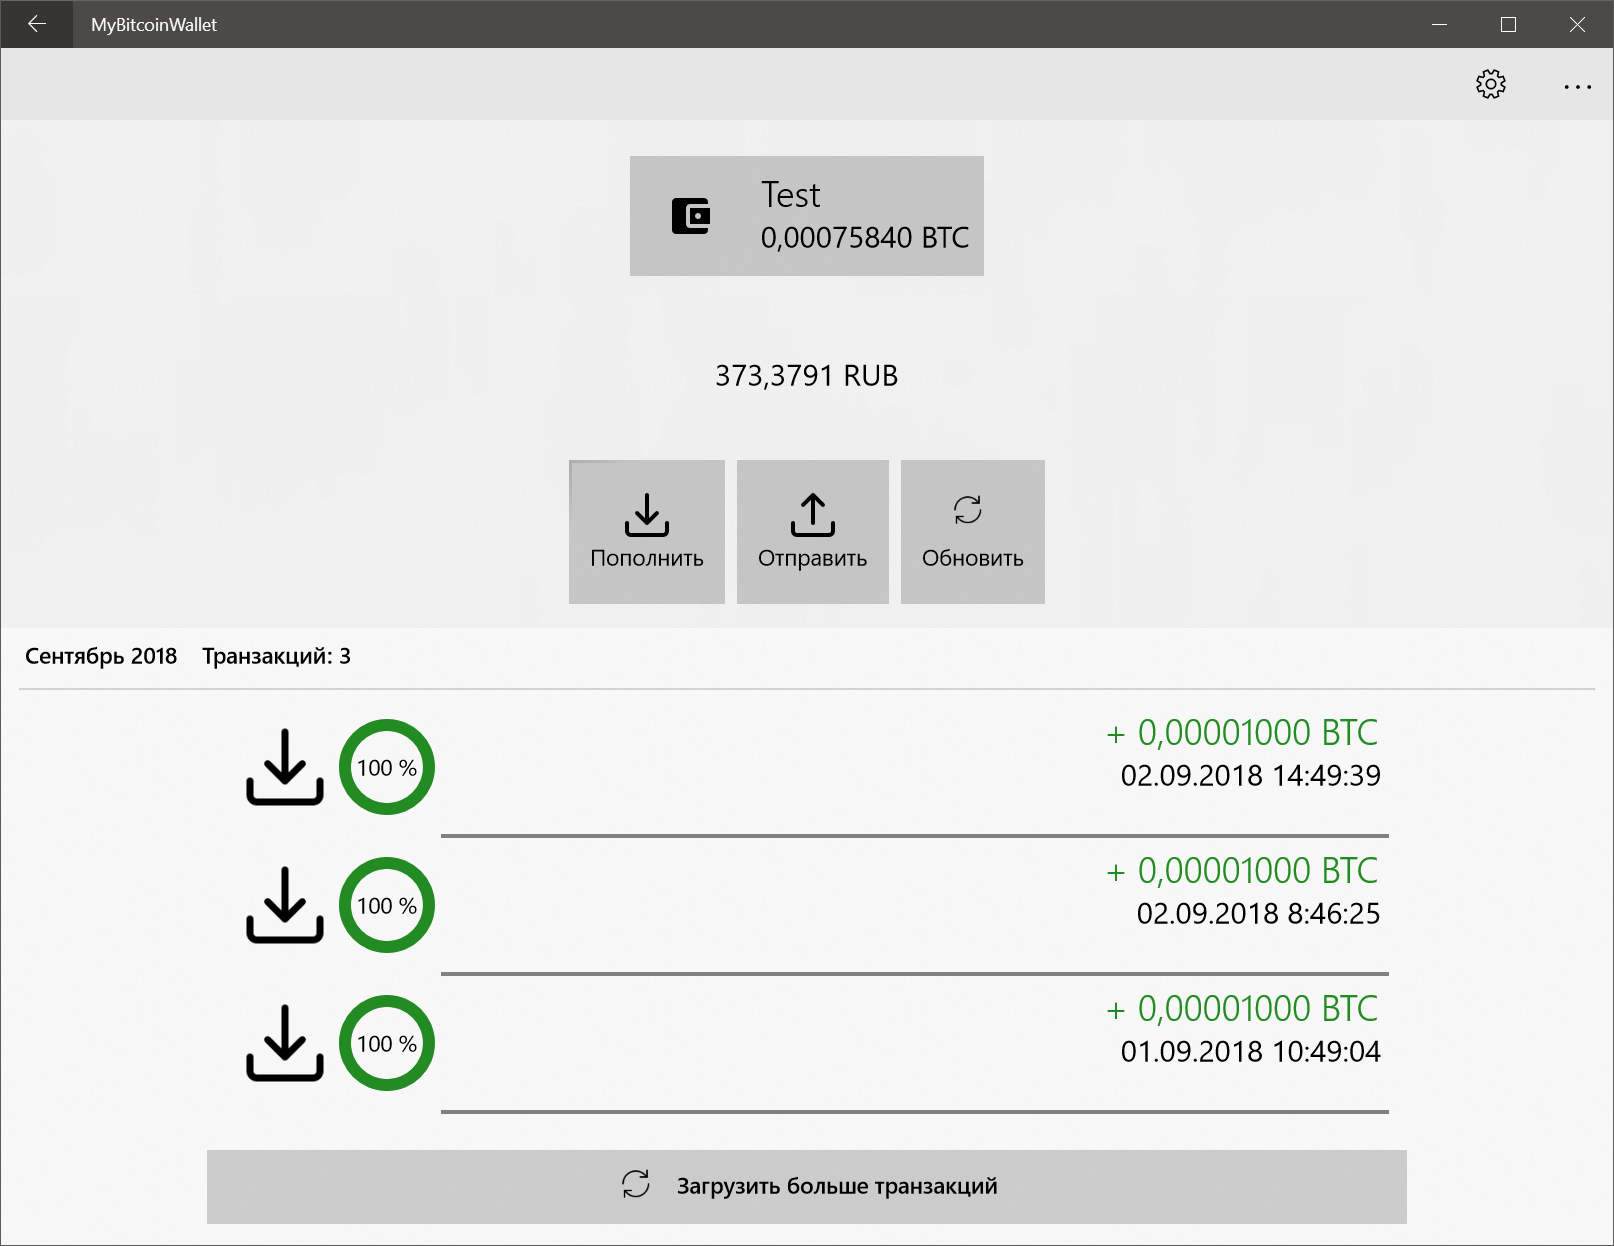 MyBitcoinWallet
Test
0,00075840 BTC
373,3791 RUB
Пополнить
Отправить
Обновить
Сентябрь 2018 Транзакций: 3
100 %
+ 0,00001000 BTC
02.09.2018 14:49:39
100 %
+ 0,00001000 BTC
02.09.2018 8:46:25
100 %
+ 0,00001000 BTC
01.09.2018 10:49:04
Загрузить больше транзакций